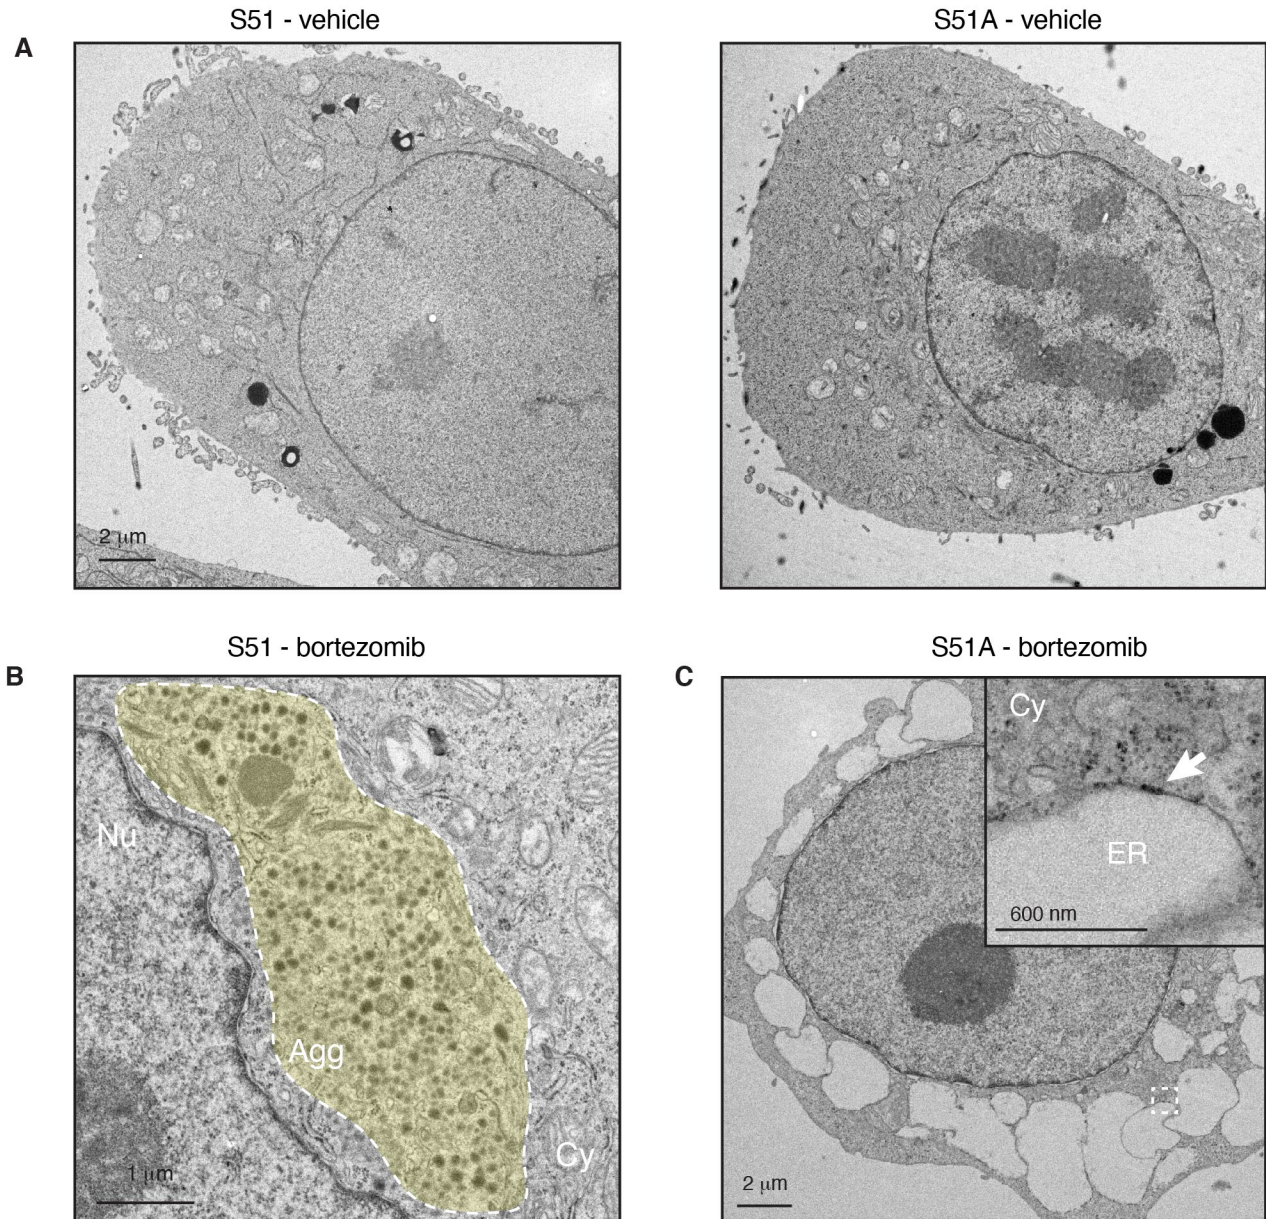 S51 - vehicle
S51A - vehicle
A
2 μm
S51 - bortezomib
S51A - bortezomib
B
C
Nu
Agg
Cy
1 μm
Cy
ER
600 nm
2 μm